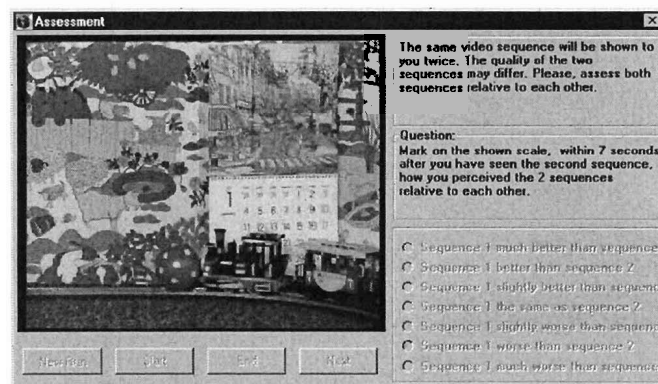 Assessment
The same video sequence will be shown to
you twice. The quality of the two
sequences may differ. Please, assess both
sequences relative to each other.
Question:
Mark on the shown scale, within 7 seconds
after you have seen the second sequence,
how you perceived the 2 sequences
relative to each other.
Sequence 1 much better than sequence
Sequence 1 better than sequence 2
Sequence 1 slightly better than sequenc
Sequence 1 the same as sequence 2
Sequence 1 slightly worse than sequenc
Sequence 1 worse than sequence 2
Sequence 1 much worse than sequence
New Run Start End Next